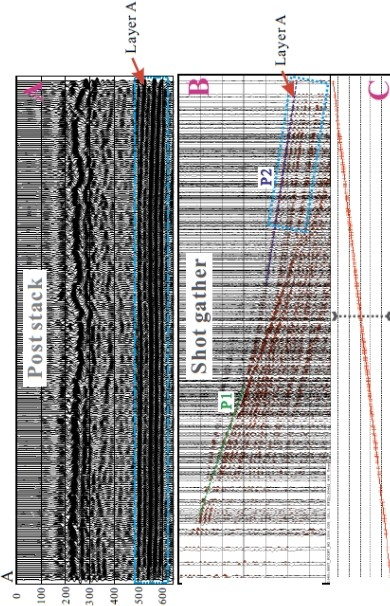 A
0
100
200
300
400
500
600
Post stack
A
Layer A
Shot gather
B
P1
P2
Layer A
C